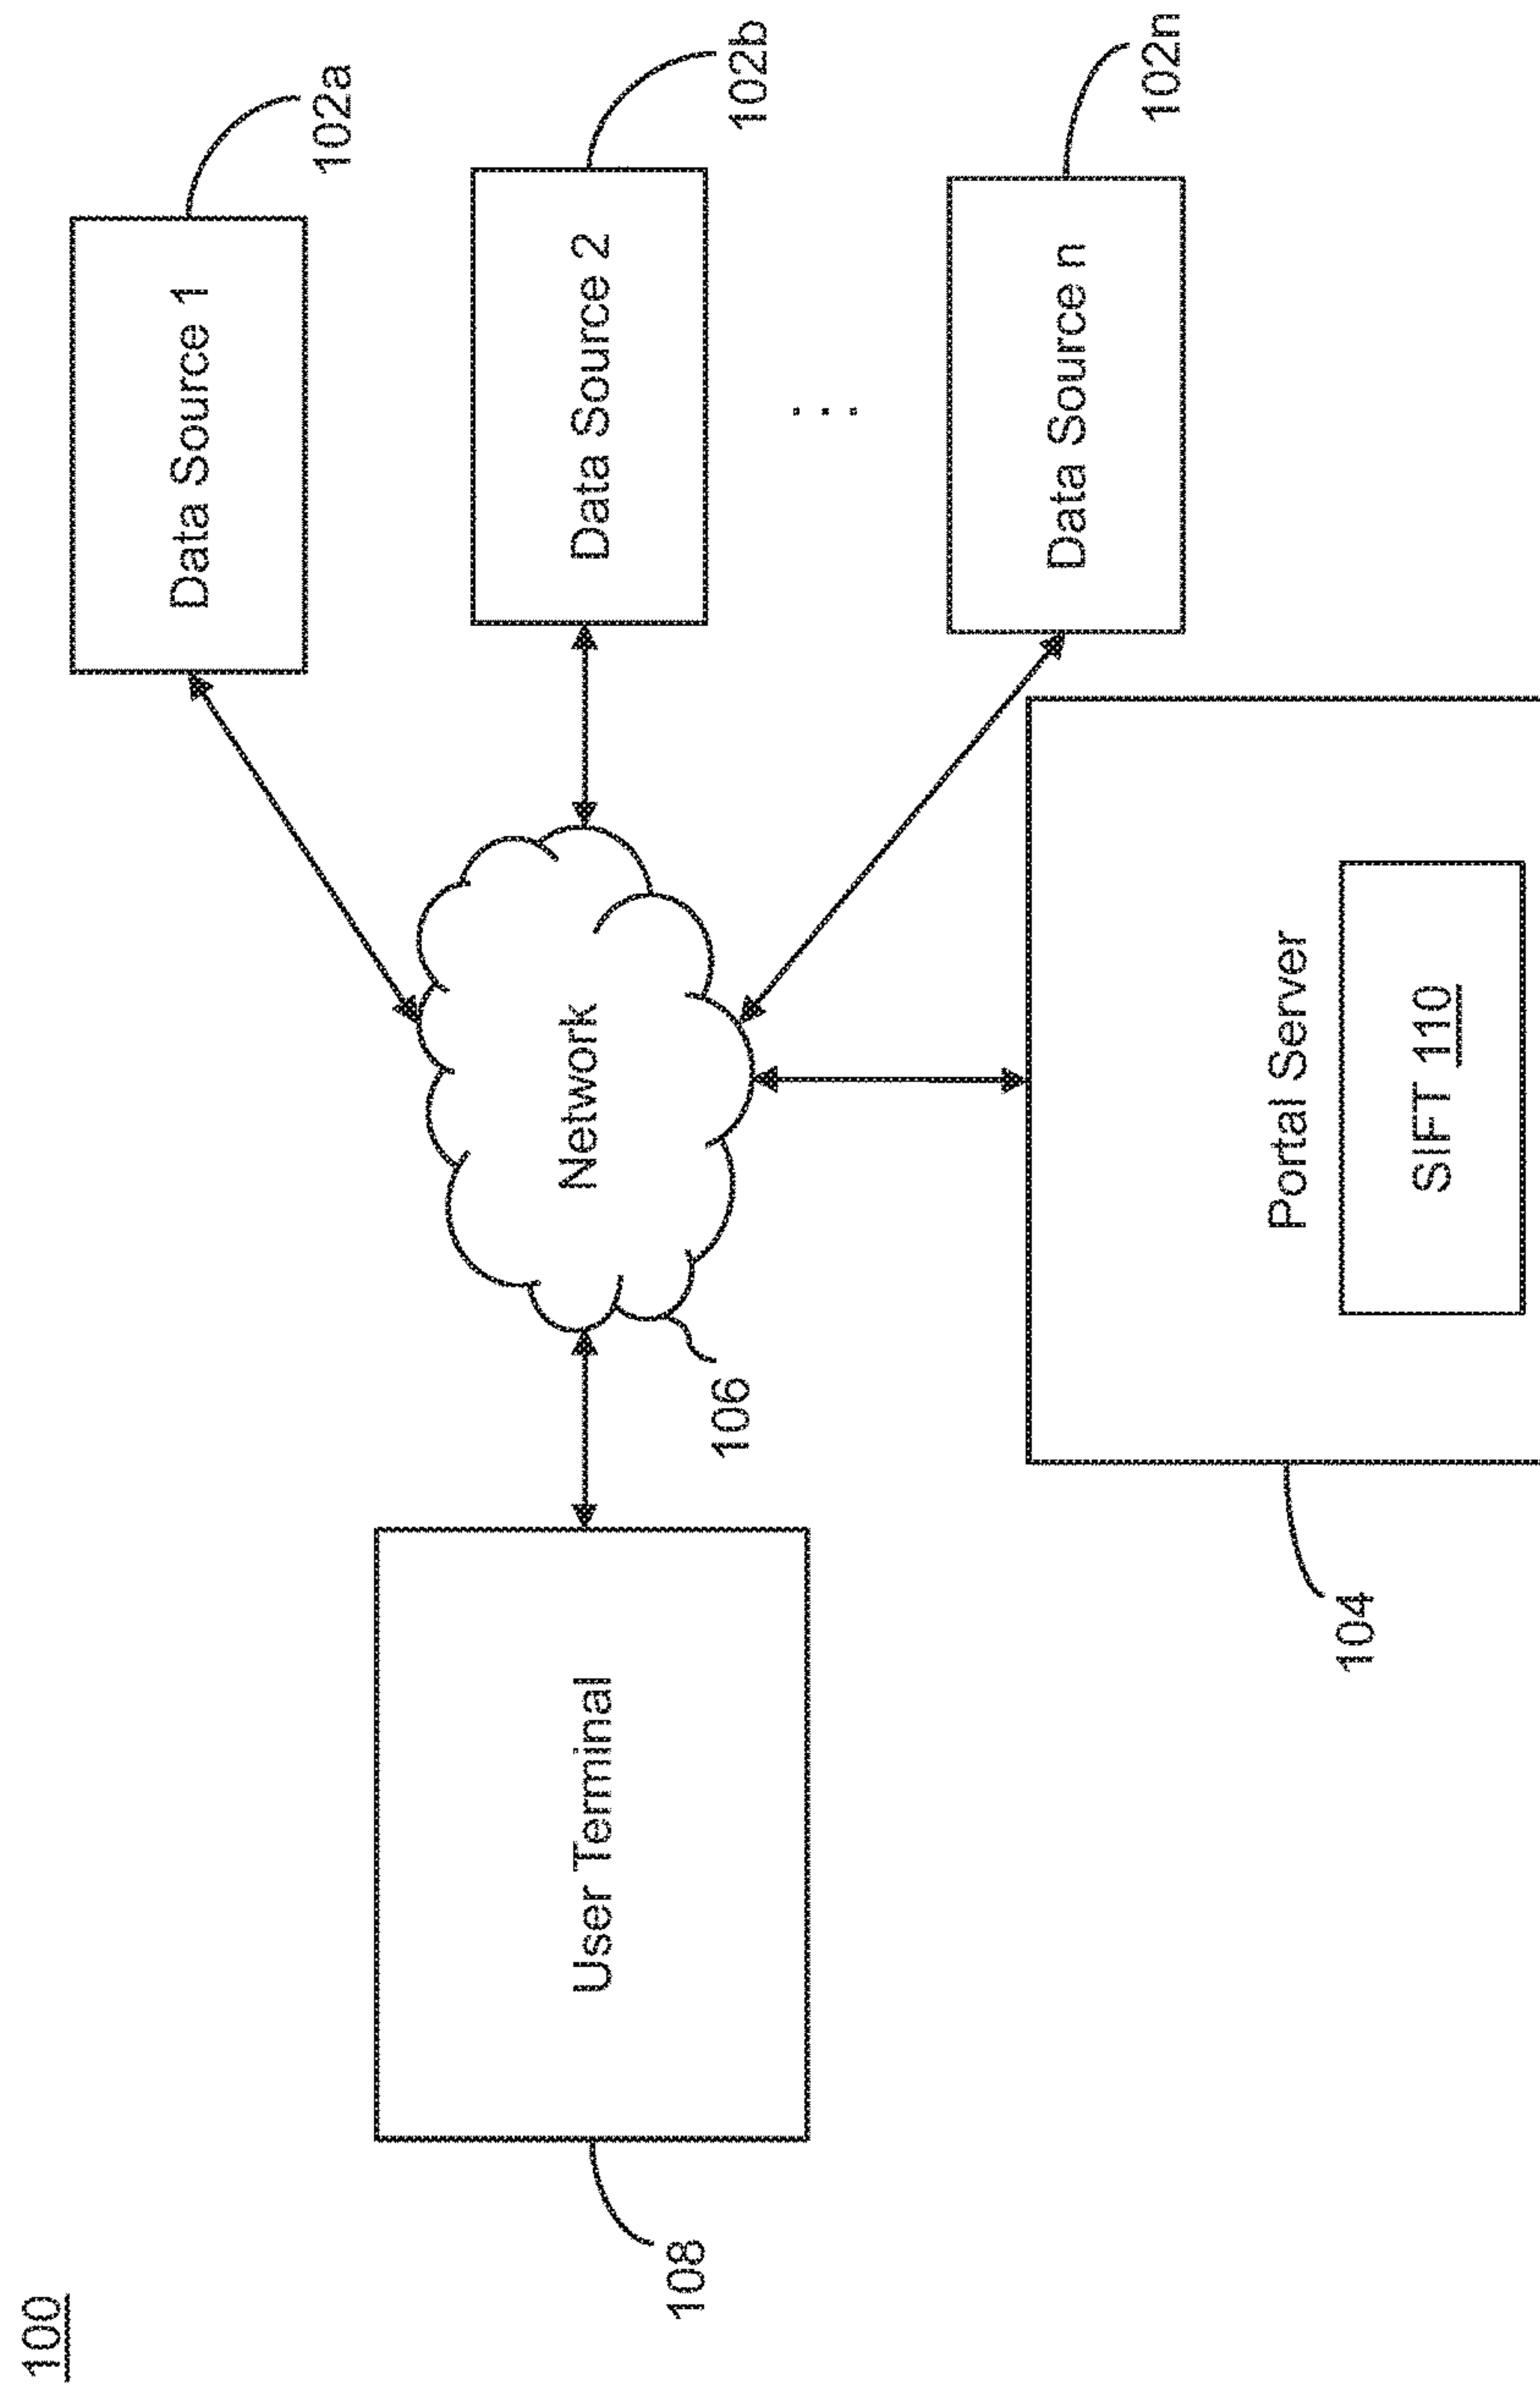 100
Data Source 1
102a
Data Source 2
102b
...
Data Source n
102n
Network
106
User Terminal
108
Portal Server
SIFT 110
104